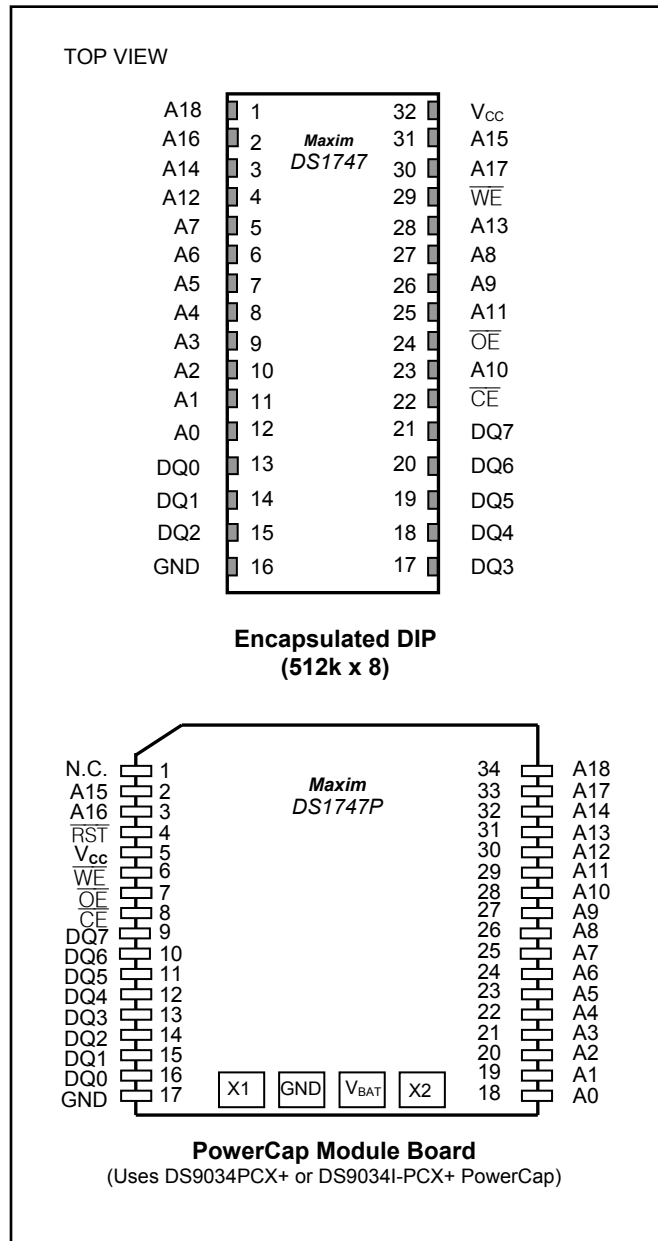 TOP VIEW
A18 1 32 VCC
A16 2 Maxim 31 A15
A14 3 DS1747 30 A17
A12 4 29 W̅E̅
A7 5 28 A13
A6 6 27 A8
A5 7 26 A9
A4 8 25 A11
A3 9 24 O̅E̅
A2 10 23 A10
A1 11 22 C̅E̅
A0 12 21 DQ7
DQ0 13 20 DQ6
DQ1 14 19 DQ5
DQ2 15 18 DQ4
GND 16 17 DQ3
Encapsulated DIP
(512k x 8)
N.C. 1 Maxim 34 A18
A15 2 DS1747P 33 A17
A16 3 32 A14
R̅S̅T̅ 4 31 A13
VCC 5 30 A12
W̅E̅ 6 29 A11
O̅E̅ 7 28 A10
C̅E̅ 8 27 A9
DQ7 9 26 A8
DQ6 10 25 A7
DQ5 11 24 A6
DQ4 12 23 A5
DQ3 13 22 A4
DQ2 14 21 A3
DQ1 15 20 A2
DQ0 16 19 A1
GND 17 X1 GND VBAT X2 18 A0
PowerCap Module Board
(Uses DS9034PCX+ or DS9034I-PCX+ PowerCap)